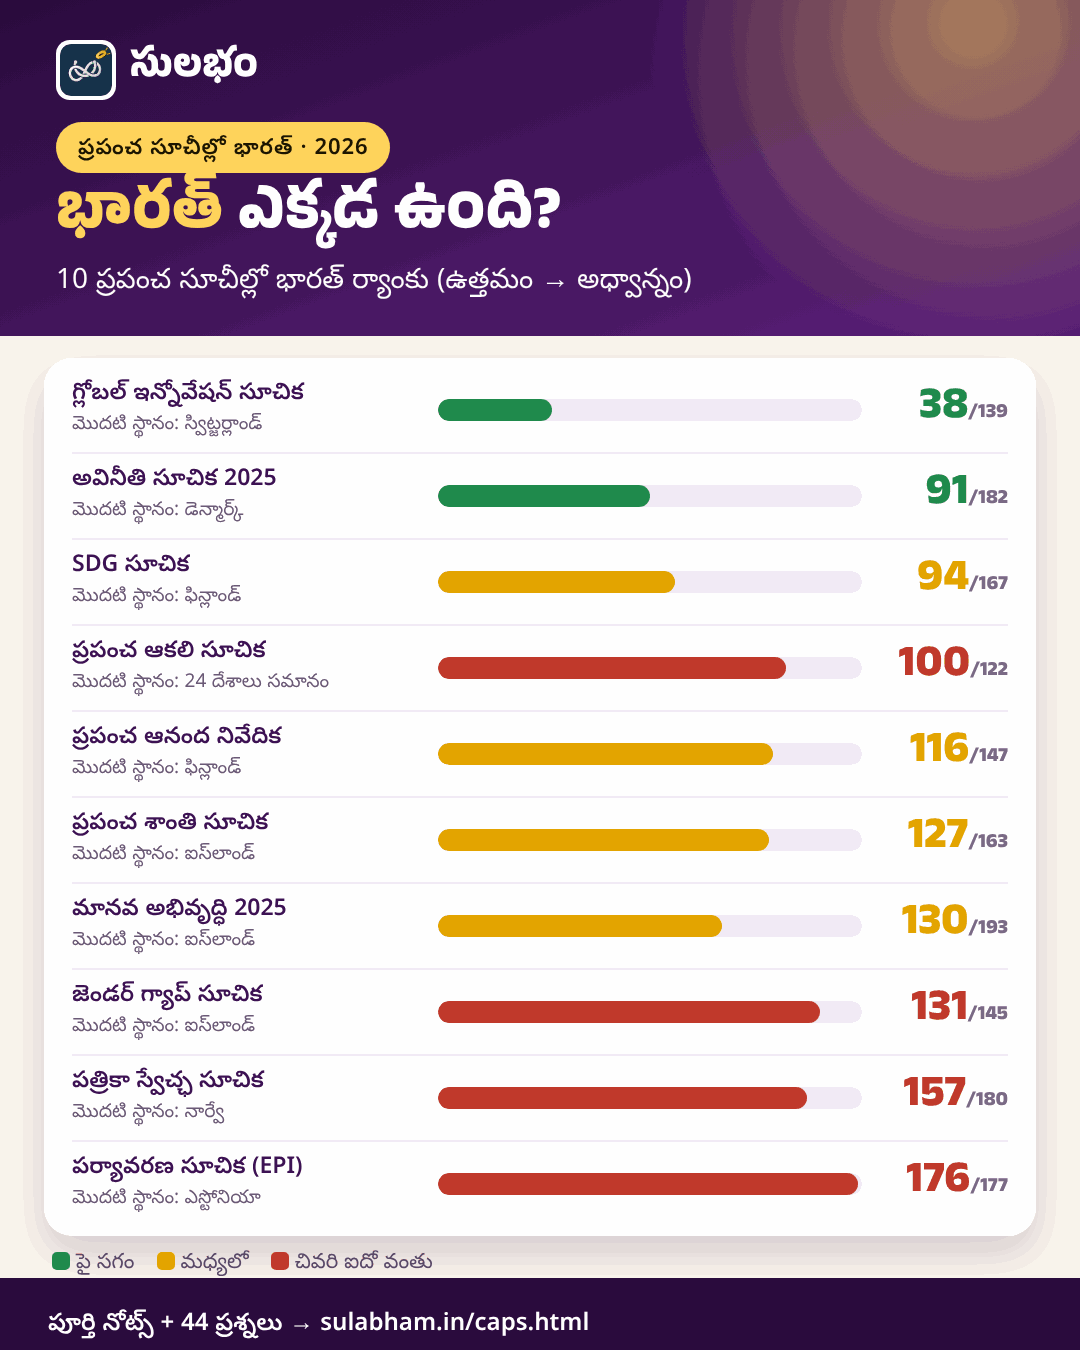 సులభం
ప్రపంచ సూచీల్లో భారత్ · 2026
భారత్ ఎక్కడ ఉంది?
10 ప్రపంచ సూచీల్లో భారత్ ర్యాంకు (ఉత్తమం → అధ్వాన్నం)
గ్లోబల్ ఇన్నోవేషన్ సూచిక
38/139
మొదటి స్థానం: స్విట్జర్లాండ్
అవినీతి సూచిక 2025
91/182
మొదటి స్థానం: డెన్మార్క్
SDG సూచిక
94/167
మొదటి స్థానం: ఫిన్లాండ్
ప్రపంచ ఆకలి సూచిక
100/122
మొదటి స్థానం: 24 దేశాలు సమానం
ప్రపంచ ఆనంద నివేదిక
116/147
మొదటి స్థానం: ఫిన్లాండ్
ప్రపంచ శాంతి సూచిక
127/163
మొదటి స్థానం: ఐస్‌లాండ్
మానవ అభివృద్ధి 2025
130/193
మొదటి స్థానం: ఐస్‌లాండ్
జెండర్ గ్యాప్ సూచిక
131/145
మొదటి స్థానం: ఐస్‌లాండ్
పత్రికా స్వేచ్ఛ సూచిక
157/180
మొదటి స్థానం: నార్వే
పర్యావరణ సూచిక (EPI)
176/177
మొదటి స్థానం: ఎస్టోనియా
పై సగం మధ్యలో చివరి ఐదో వంతు
పూర్తి నోట్స్ + 44 ప్రశ్నలు → sulabham.in/caps.html